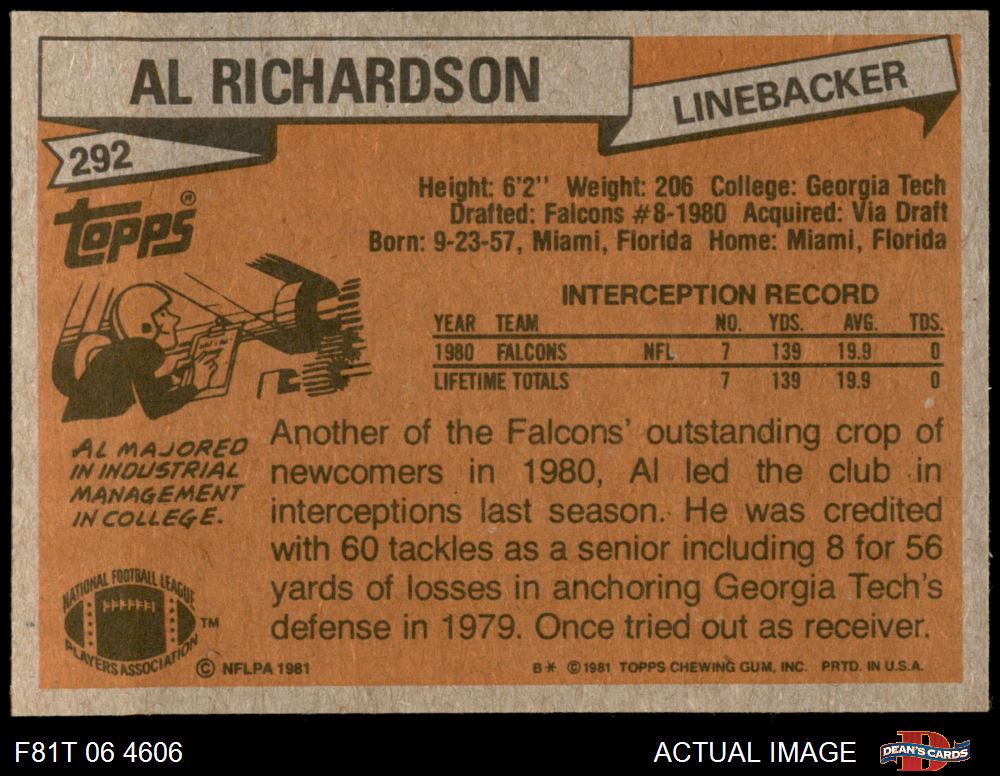 AL RICHARDSON
LINEBACKER
292
TOPPS®
Height: 6'2'' Weight: 206 College: Georgia Tech
Drafted: Falcons #8-1980 Acquired: Via Draft
Born: 9-23-57, Miami, Florida Home: Miami, Florida
INTERCEPTION RECORD
YEAR TEAM NO. YDS. AVG. TDS.
1980 FALCONS NFL 7 139 19.9 0
LIFETIME TOTALS 7 139 19.9 0
AL MAJORED
IN INDUSTRIAL
MANAGEMENT
IN COLLEGE.
Another of the Falcons' outstanding crop of
newcomers in 1980, Al led the club in
interceptions last season. He was credited
with 60 tackles as a senior including 8 for 56
yards of losses in anchoring Georgia Tech's
defense in 1979. Once tried out as receiver.
NATIONAL FOOTBALL LEAGUE
PLAYERS ASSOCIATION
TM
© NFLPA 1981
B* © 1981 TOPPS CHEWING GUM, INC. PRTD. IN U.S.A.
F81T 06 4606
ACTUAL IMAGE
D
DEAN'S CARDS